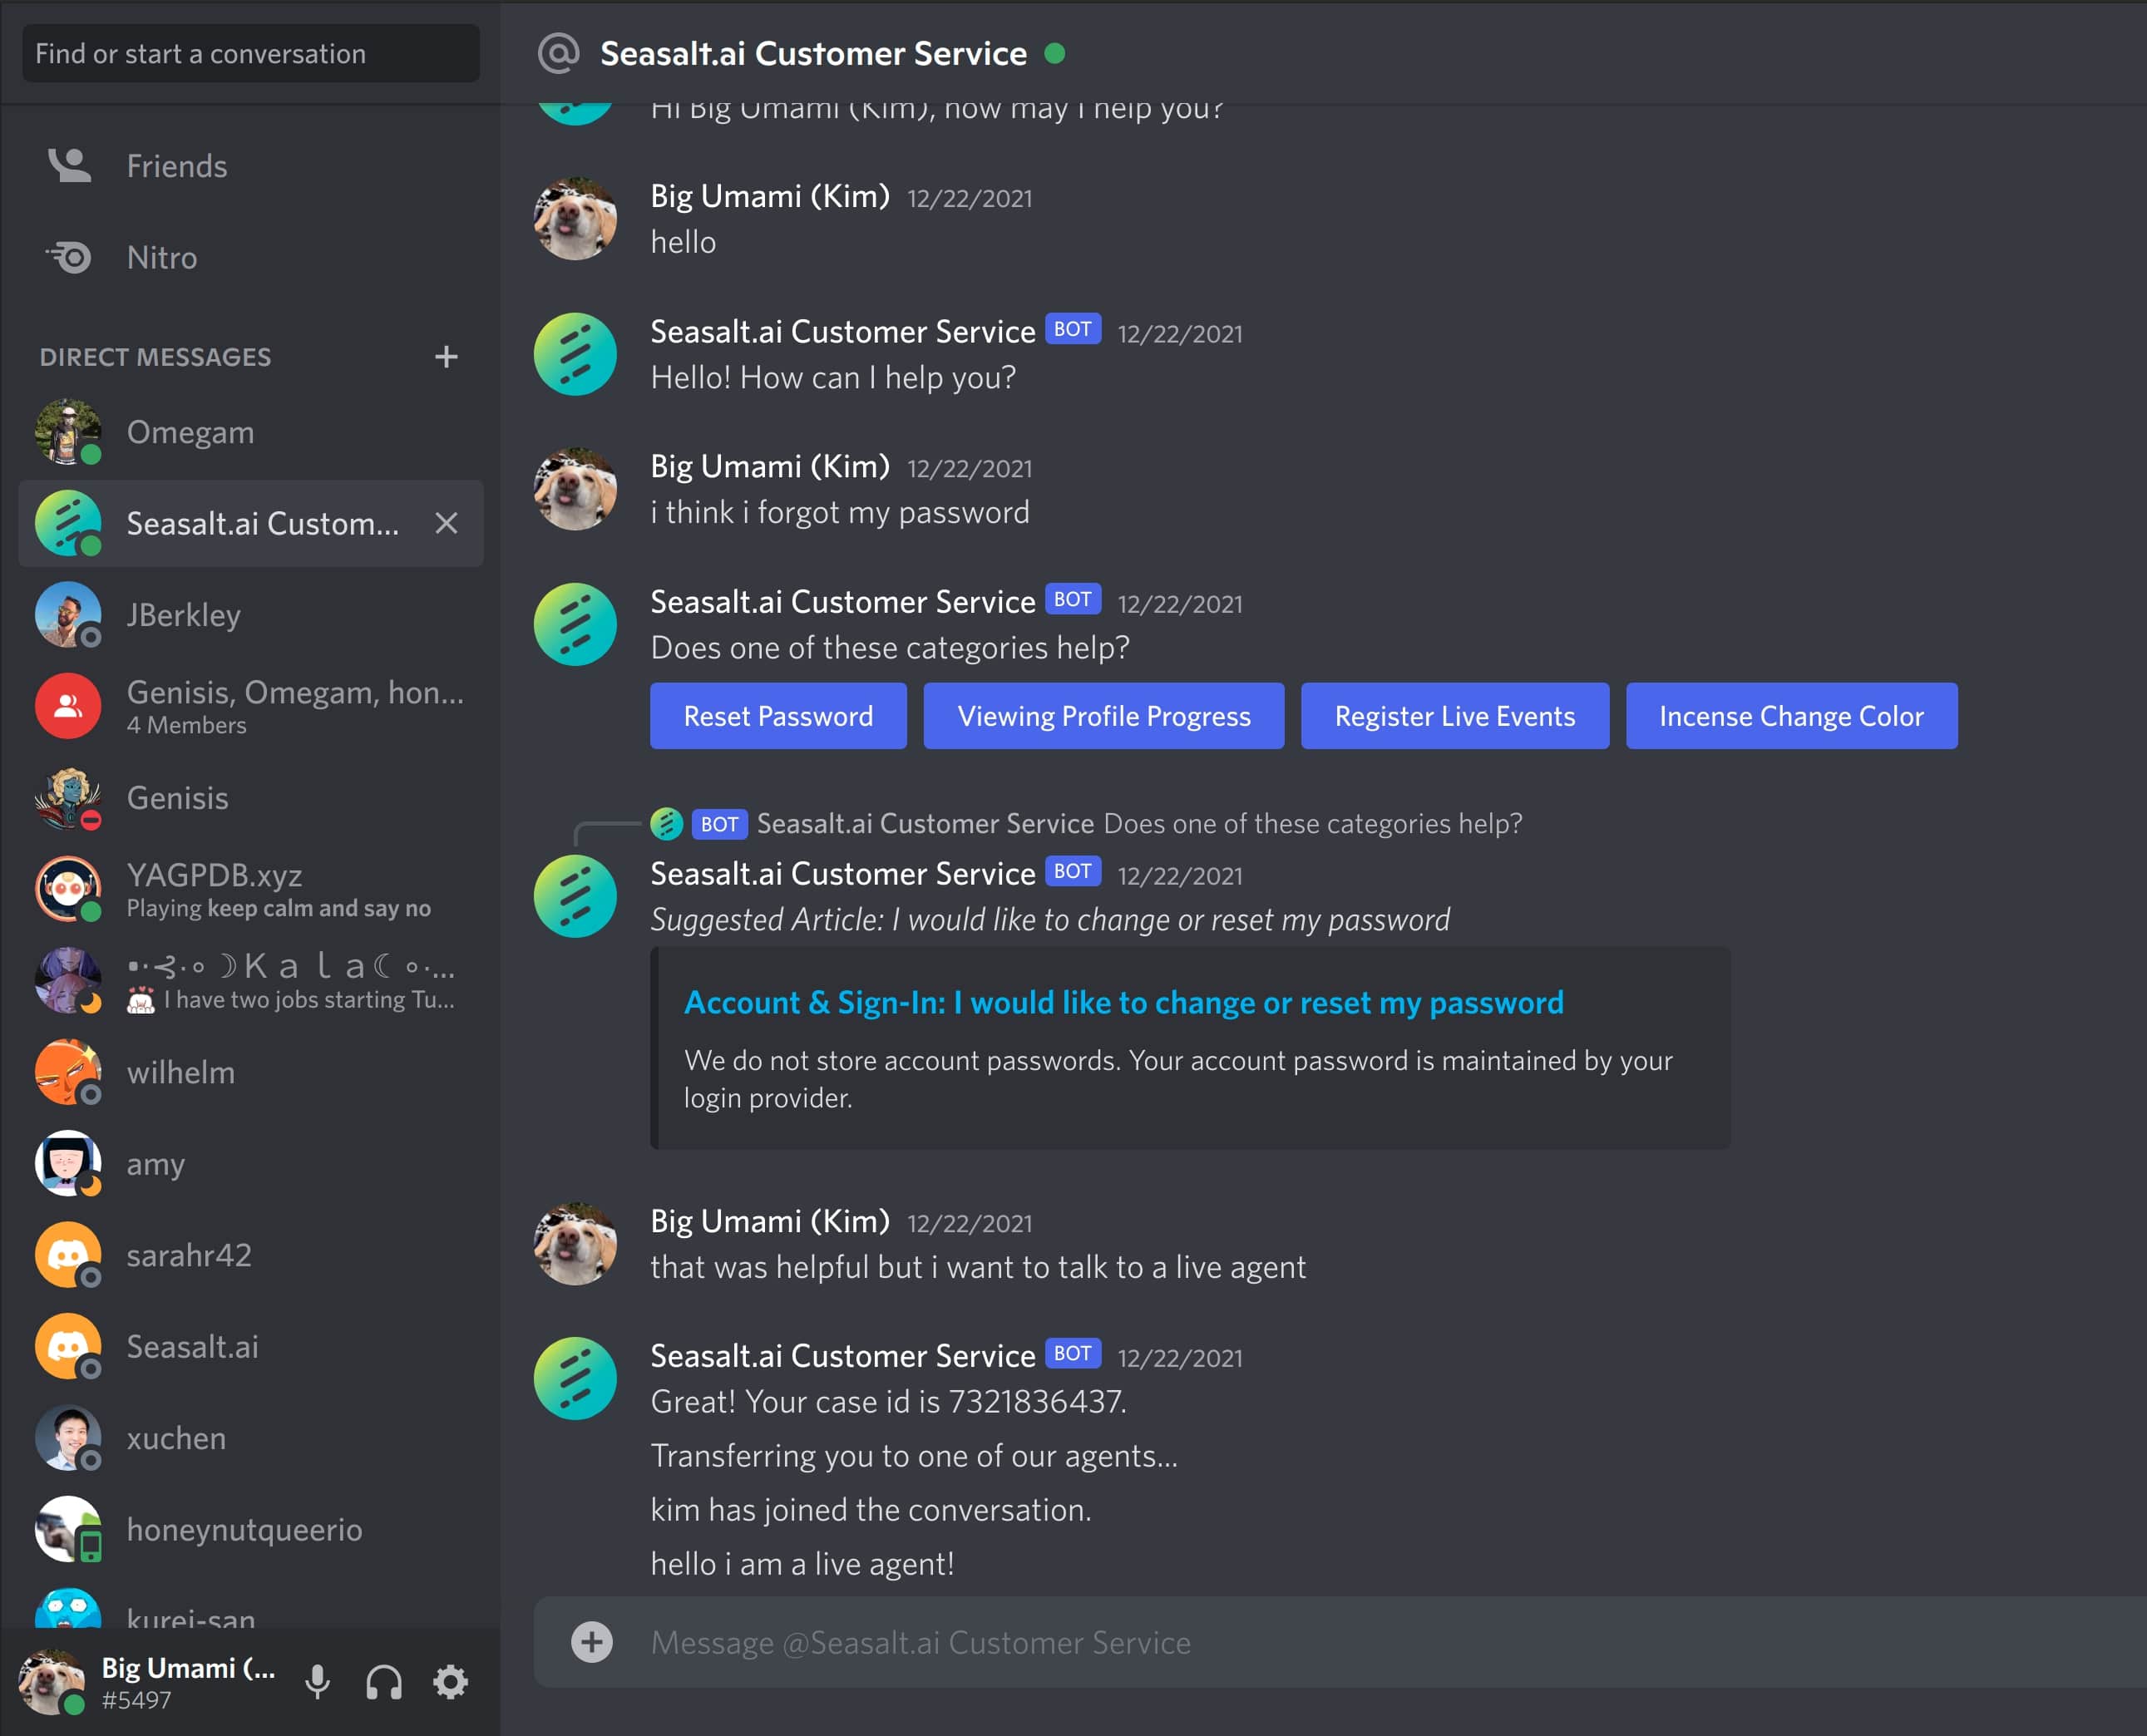 Find or start a conversation
Friends
Nitro
DIRECT MESSAGES
Omegam
Seasalt.ai Custom...
JBerkley
Genisis, Omegam, hon...
4 Members
Genisis
YAGPDB.xyz
Playing keep calm and say no
K a l a
I have two jobs starting Tu...
wilhelm
amy
sarahr42
Seasalt.ai
xuchen
honeynutqueerio
kurei-san
Big Umami (...
#5497
Seasalt.ai Customer Service
Hi Big Umami (Kim), how may I help you?
Big Umami (Kim) 12/22/2021
hello
Seasalt.ai Customer Service BOT 12/22/2021
Hello! How can I help you?
Big Umami (Kim) 12/22/2021
i think i forgot my password
Seasalt.ai Customer Service BOT 12/22/2021
Does one of these categories help?
Reset Password Viewing Profile Progress Register Live Events Incense Change Color
BOT Seasalt.ai Customer Service Does one of these categories help?
Seasalt.ai Customer Service BOT 12/22/2021
Suggested Article: I would like to change or reset my password
Account & Sign-In: I would like to change or reset my password
We do not store account passwords. Your account password is maintained by your
login provider.
Big Umami (Kim) 12/22/2021
that was helpful but i want to talk to a live agent
Seasalt.ai Customer Service BOT 12/22/2021
Great! Your case id is 7321836437.
Transferring you to one of our agents...
kim has joined the conversation.
hello i am a live agent!
Message @Seasalt.ai Customer Service